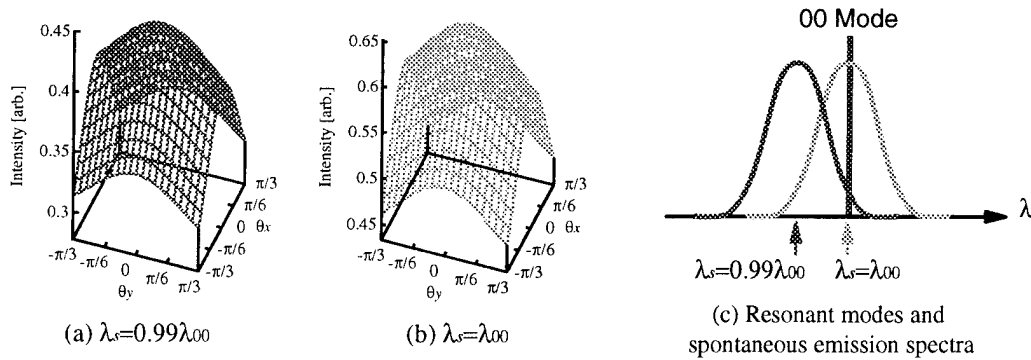 0.45
0.4
0.35
0.3
Intensity [arb.]
-π/3
-π/6
0
π/6
π/3
θy
-π/3
-π/6
0
π/6
π/3
θx
(a) λs=0.99λ00
0.65
0.6
0.55
0.5
0.45
Intensity [arb.]
-π/3
-π/6
0
π/6
π/3
θy
-π/3
-π/6
0
π/6
π/3
θx
(b) λs=λ00
00 Mode
λ
λs=0.99λ00
λs=λ00
(c) Resonant modes and
spontaneous emission spectra